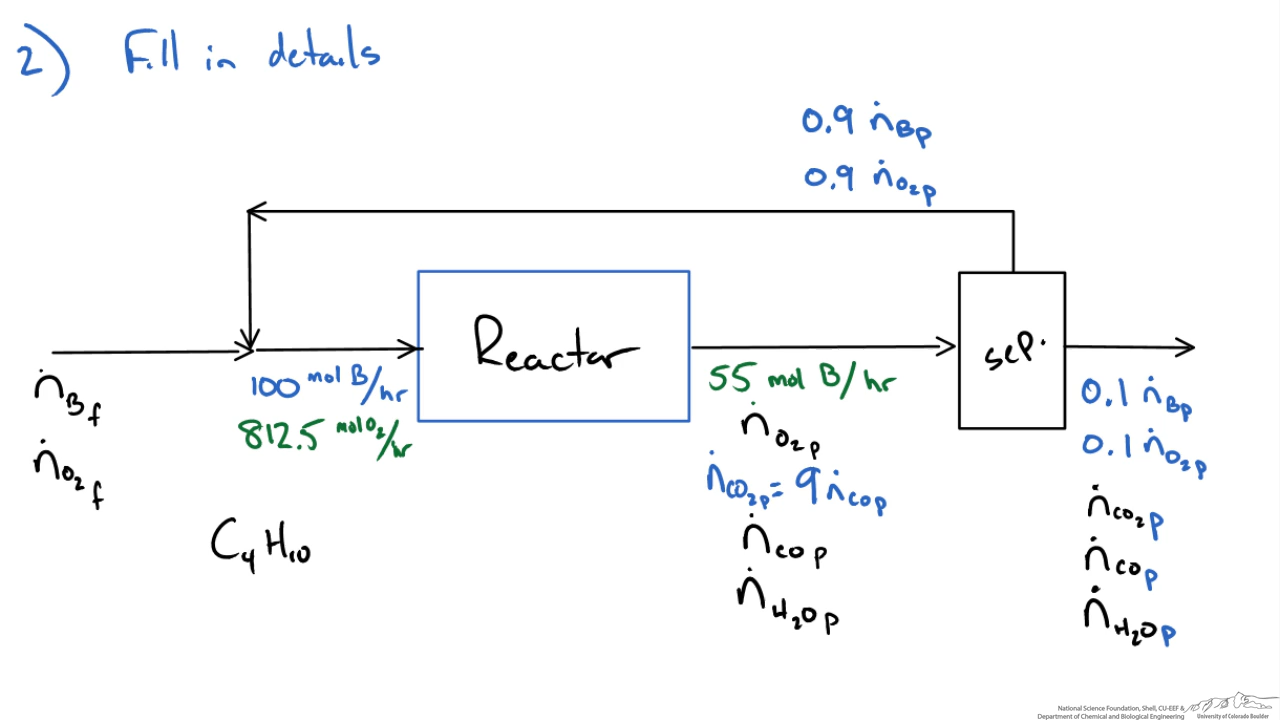 2) Fill in details
0.9 ṅBp
0.9 ṅO₂p
Reactor
sep.
ṅBf
ṅO₂f
100 mol B/hr
812.5 mol O₂/hr
C₄H₁₀
55 mol B/hr
ṅO₂p
ṅCO₂p = 9 ṅCOp
ṅCOp
ṅH₂Op
0.1 ṅBp
0.1 ṅO₂p
ṅCO₂p
ṅCOp
ṅH₂Op
National Science Foundation, Shell, CU-EEF &
Department of Chemical and Biological Engineering
University of Colorado Boulder